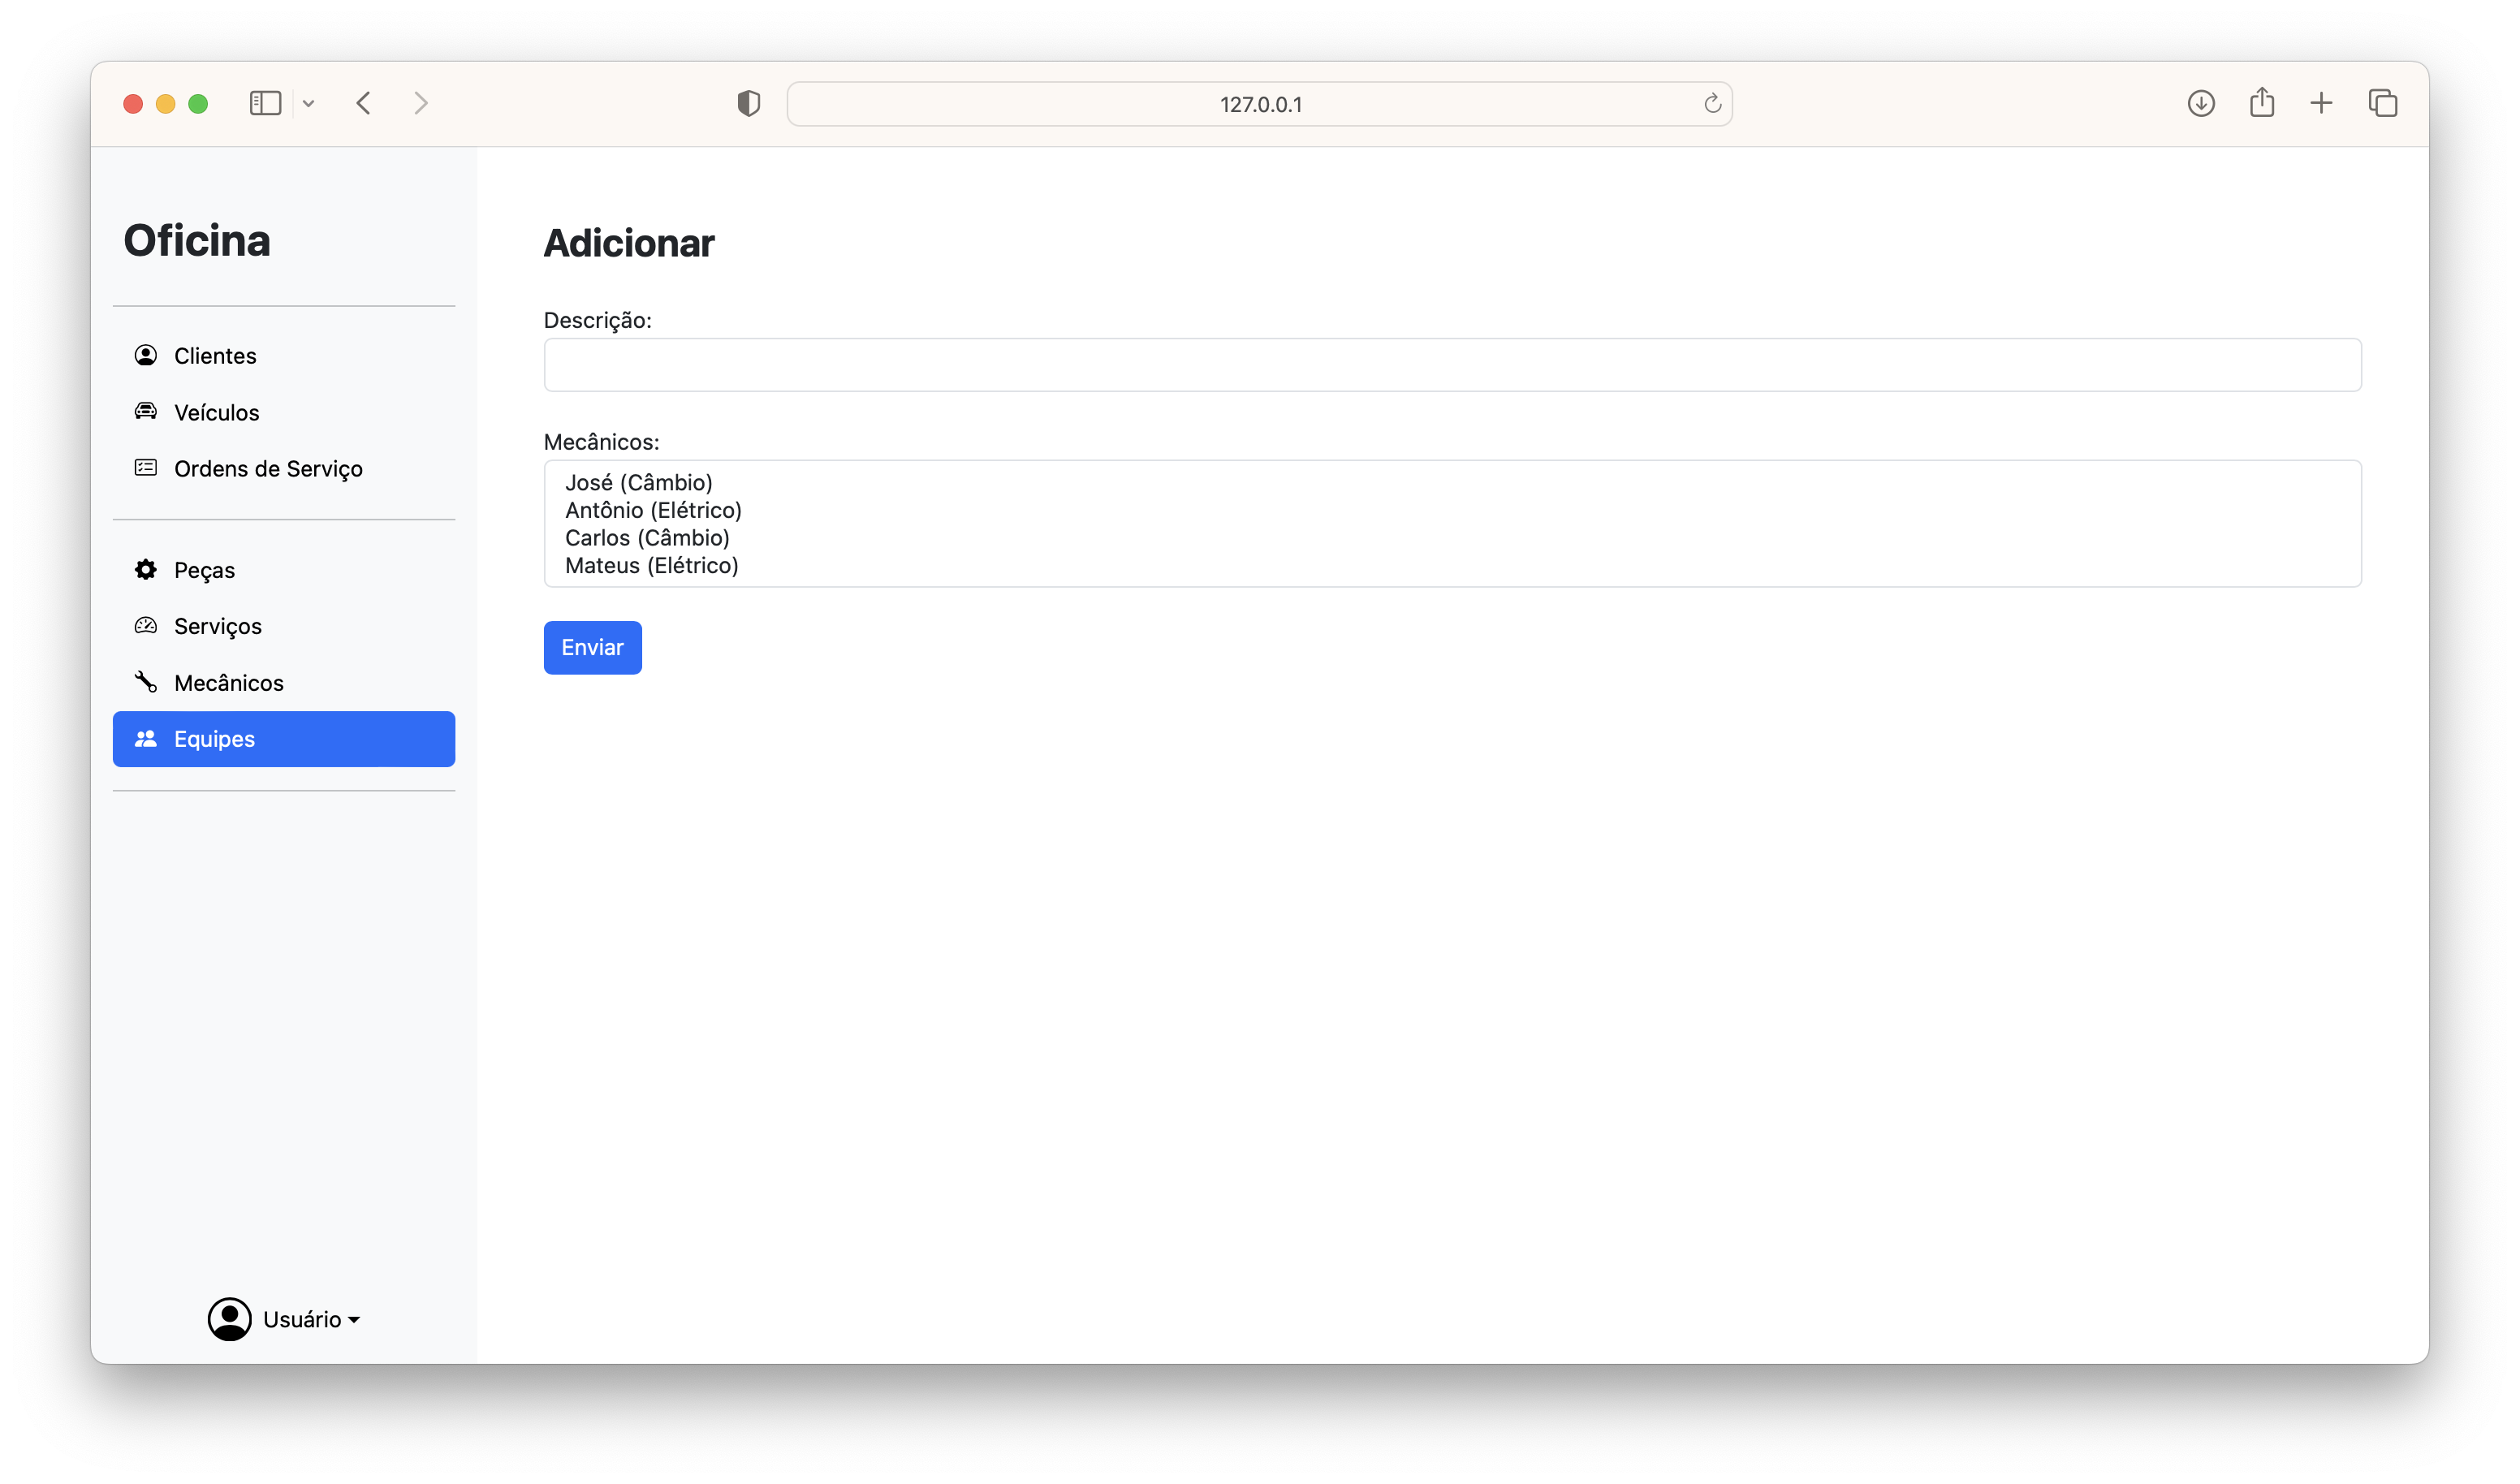 127.0.0.1
Oficina
Clientes
Veículos
Ordens de Serviço
Peças
Serviços
Mecânicos
Equipes
Usuário
Adicionar
Descrição:
Mecânicos:
José (Câmbio)
Antônio (Elétrico)
Carlos (Câmbio)
Mateus (Elétrico)
Enviar